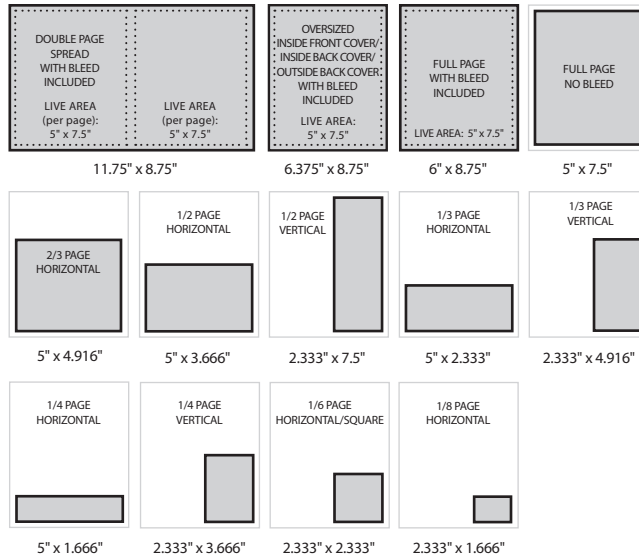 DOUBLE PAGE
SPREAD
WITH BLEED
INCLUDED
LIVE AREA
(per page):
5" x 7.5"
LIVE AREA
(per page):
5" x 7.5"
11.75" x 8.75"
OVERSIZED
INSIDE FRONT COVER/
INSIDE BACK COVER/
OUTSIDE BACK COVER
WITH BLEED
INCLUDED
LIVE AREA:
5" x 7.5"
6.375" x 8.75"
FULL PAGE
WITH BLEED
INCLUDED
LIVE AREA: 5" x 7.5"
6" x 8.75"
FULL PAGE
NO BLEED
5" x 7.5"
2/3 PAGE
HORIZONTAL
5" x 4.916"
1/2 PAGE
HORIZONTAL
5" x 3.666"
1/2 PAGE
VERTICAL
2.333" x 7.5"
1/3 PAGE
HORIZONTAL
5" x 2.333"
1/3 PAGE
VERTICAL
2.333" x 4.916"
1/4 PAGE
HORIZONTAL
5" x 1.666"
1/4 PAGE
VERTICAL
2.333" x 3.666"
1/6 PAGE
HORIZONTAL/SQUARE
2.333" x 2.333"
1/8 PAGE
HORIZONTAL
2.333" x 1.666"